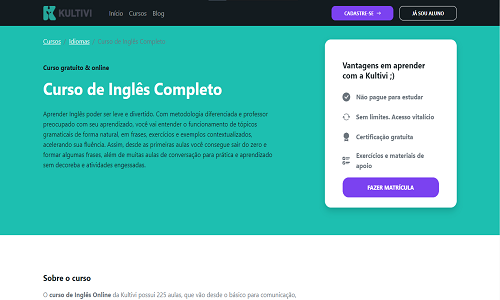 KULTIVI Início Cursos Blog CADASTRE-SE → JÁ SOU ALUNO
Cursos Idiomas Curso de Inglês Completo
Curso gratuito & online
Curso de Inglês Completo
Aprender Inglês pode ser leve e divertido. Com metodologia diferenciada e professor
preocupado com seu aprendizado, você vai entender o funcionamento de tópicos
gramaticais de forma natural, em frases, exercícios e exemplos contextualizados,
acelerando sua fluência. Assim, desde as primeiras aulas você consegue sair do zero e
formar algumas frases, além de muitas aulas de conversação para prática e aprendizado
sem decoreba e atividades engessadas.
Vantagens em aprender
com a Kultivi ;)
Não pague para estudar
Sem limites. Acesso vitalício
Certificação gratuita
Exercícios e materiais de
apoio
FAZER MATRÍCULA
Sobre o curso
O curso de Inglês Online da Kultivi possui 225 aulas, que vão desde o básico para comunicação,